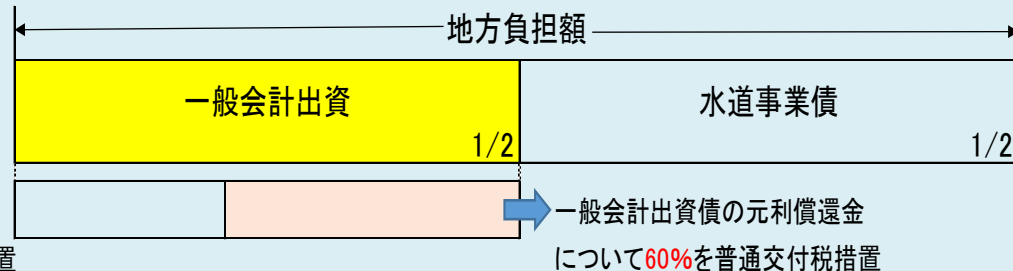 地方負担額
一般会計出資
1/2
水道事業債
1/2
一般会計出資債の元利償還金
について60%を普通交付税措置
置